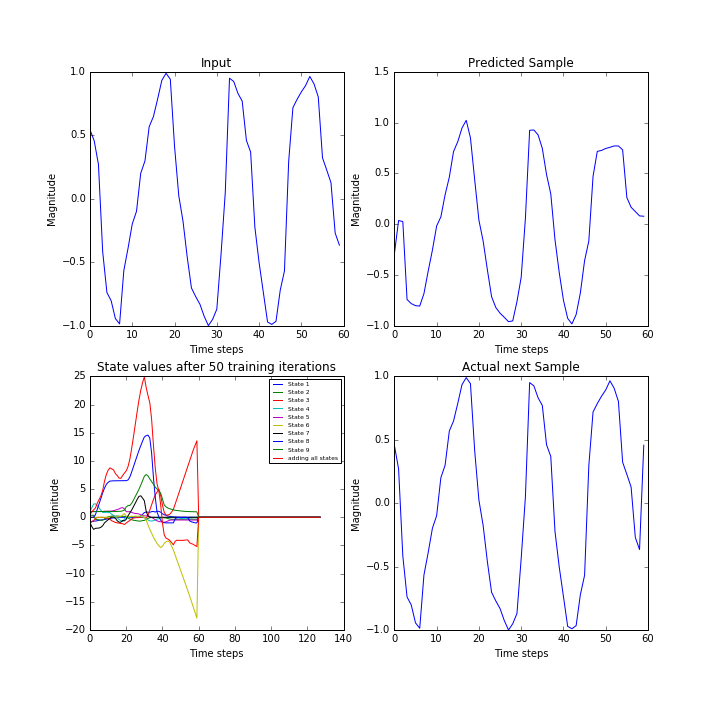 Input
1.0
0.5
0.0
−0.5
−1.0
0 10 20 30 40 50 60
Time steps
Magnitude
Predicted Sample
1.5
1.0
0.5
0.0
−0.5
−1.0
0 10 20 30 40 50 60
Time steps
Magnitude
State values after 50 training iterations
25
20
15
10
5
0
−5
−10
−15
−20
0 20 40 60 80 100 120 140
Time steps
Magnitude
State 1
State 2
State 3
State 4
State 5
State 6
State 7
State 8
State 9
adding all states
Actual next Sample
1.0
0.5
0.0
−0.5
−1.0
0 10 20 30 40 50 60
Time steps
Magnitude